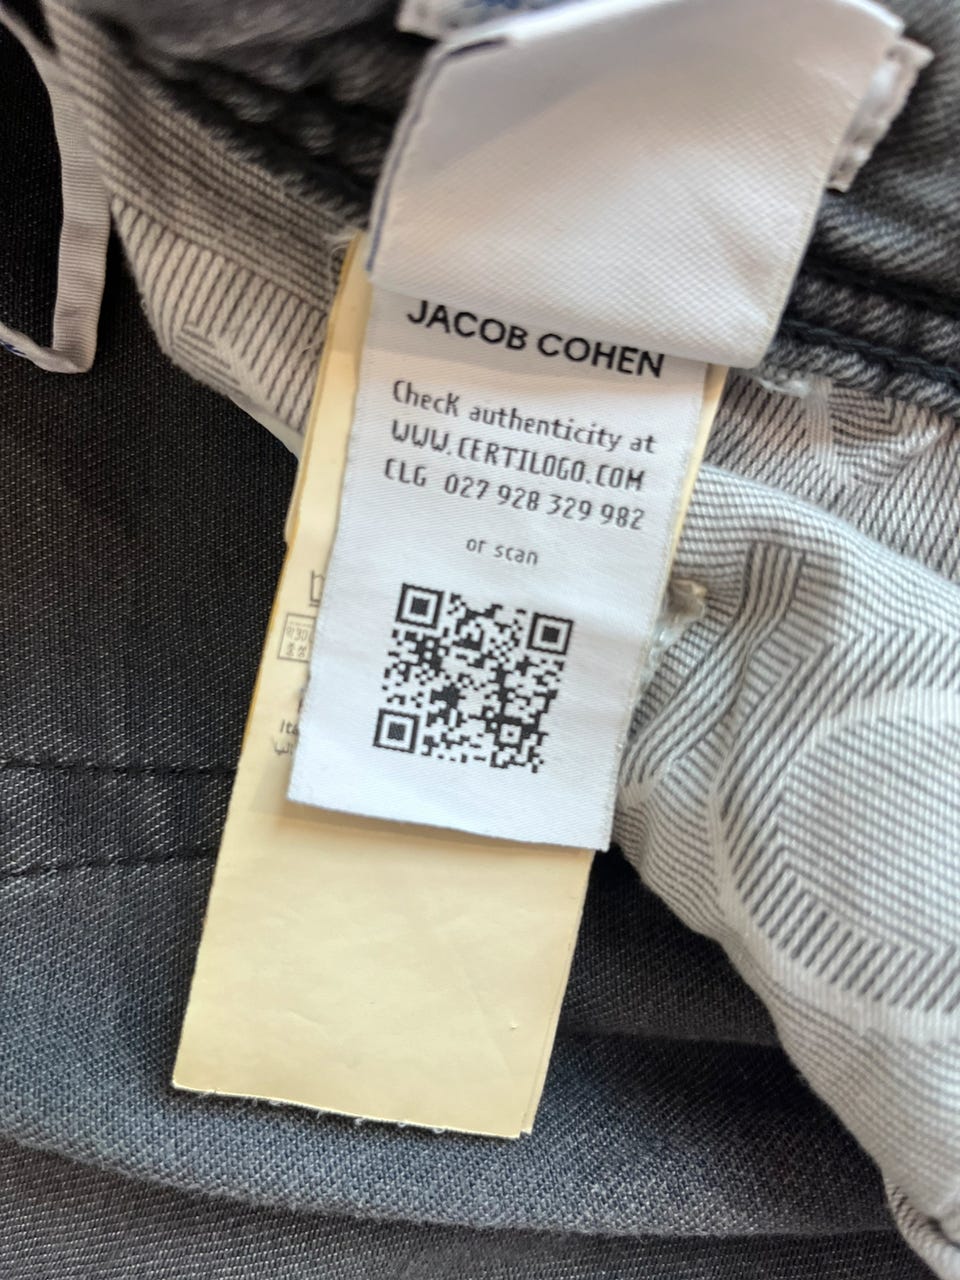 JACOB COHEN
Check authenticity at
WWW.CERTILOGO.COM
CLG 027 928 329 982
or scan